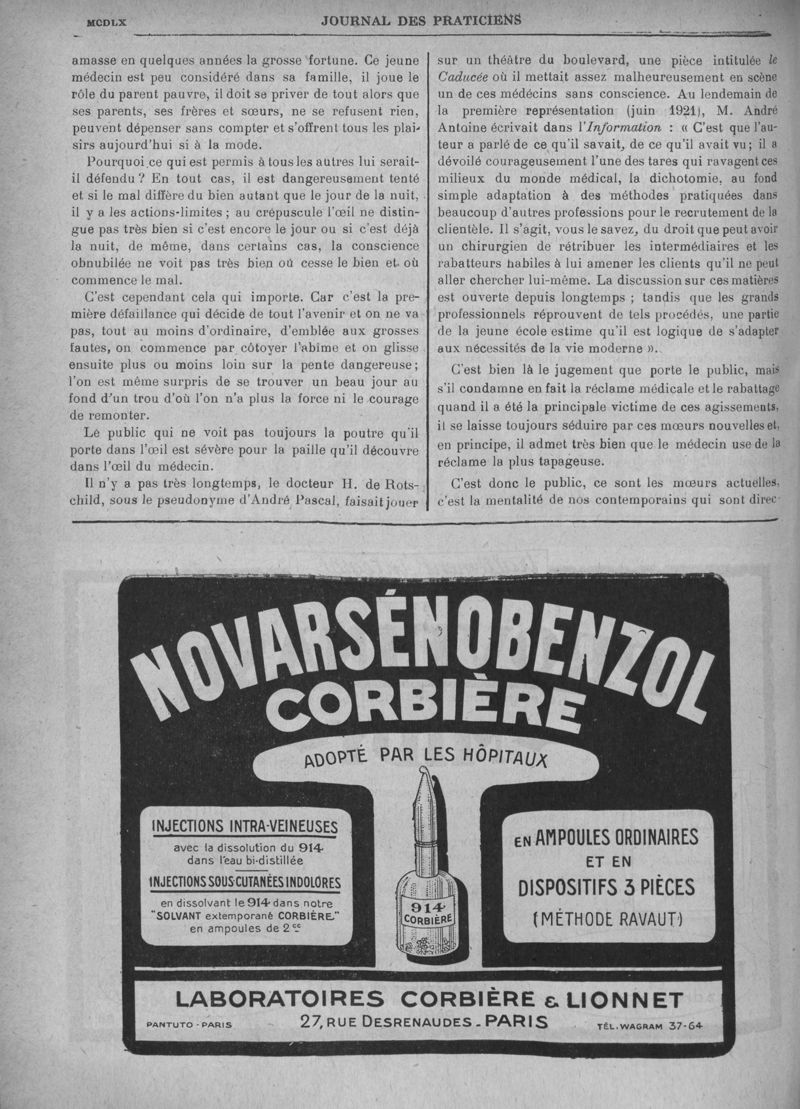 MCDLX
JOURNAL DES PRATICIENS
amasse en quelques années la grosse fortune. Ce jeune
médecin est peu considéré dans sa famille, il joue le
rôle du parent pauvre, il doit se priver de tout alors que
ses parents, ses frères et sœurs, ne se refusent rien,
peuvent dépenser sans compter et s'offrent tous les plai-
sirs aujourd'hui si à la mode.
Pourquoi ce qui est permis à tous les autres lui serait-
il défendu ? En tout cas, il est dangereusement tenté
et si le mal diffère du bien autant que le jour de la nuit,
il y a les actions-limites ; au crépuscule l'œil ne distin-
gue pas très bien si c'est encore le jour ou si c'est déjà
la nuit, de même, dans certains cas, la conscience
obnubilée ne voit pas très bien où cesse le bien et où
commence le mal.
C'est cependant cela qui importe. Car c'est la pre-
mière défaillance qui décide de tout l'avenir et on ne va
pas, tout au moins d'ordinaire, d'emblée aux grosses
fautes, on commence par côtoyer l'abîme et on glisse
ensuite plus ou moins loin sur la pente dangereuse ;
l'on est même surpris de se trouver un beau jour au
fond d'un trou d'où l'on n'a plus la force ni le courage
de remonter.
Le public qui ne voit pas toujours la poutre qu'il
porte dans l'œil est sévère pour la paille qu'il découvre
dans l'œil du médecin.
Il n'y a pas très longtemps, le docteur H. de Rots-
child, sous le pseudonyme d'André Pascal, faisait jouer
sur un théâtre du boulevard, une pièce intitulée le
Caducée où il mettait assez malheureusement en scène
un de ces médécins sans conscience. Au lendemain de
la première représentation (juin 1921), M. André
Antoine écrivait dans l'Information : « C'est que l'au-
teur a parlé de ce qu'il savait, de ce qu'il avait vu ; il a
dévoilé courageusement l'une des tares qui ravagent ces
milieux du monde médical, la dichotomie, au fond
simple adaptation à des méthodes pratiquées dans
beaucoup d'autres professions pour le recrutement de la
clientèle. Il s'agit, vous le savez, du droit que peut avoir
un chirurgien de rétribuer les intermédiaires et les
rabatteurs habiles à lui amener les clients qu'il ne peut
aller chercher lui-même. La discussion sur ces matières
est ouverte depuis longtemps ; tandis que les grands
professionnels réprouvent de tels procédés, une partie
de la jeune école estime qu'il est logique de s'adapter
aux nécessités de la vie moderne ».
C'est bien là le jugement que porte le public, mais
s'il condamne en fait la réclame médicale et le rabattage
quand il a été la principale victime de ces agissements,
il se laisse toujours séduire par ces mœurs nouvelles et,
en principe, il admet très bien que le médecin use de la
réclame la plus tapageuse.
C'est donc le public, ce sont les mœurs actuelles,
c'est la mentalité de nos contemporains qui sont direc-
NOVARSÉNOBENZOL
CORBIÈRE
ADOPTÉ PAR LES HÔPITAUX
INJECTIONS INTRA-VEINEUSES
avec la dissolution du 914
dans l'eau bi-distillée
INJECTIONS SOUS-CUTANÉES INDOLORES
en dissolvant le 914 dans notre
"SOLVANT extemporané CORBIÈRE"
en ampoules de 2cc
914
CORBIÈRE
EN AMPOULES ORDINAIRES
ET EN
DISPOSITIFS 3 PIÈCES
(MÉTHODE RAVAUT)
LABORATOIRES CORBIÈRE & LIONNET
PANTUTO - PARIS
27, RUE DESRENAUDES - PARIS
TÉL. WAGRAM 37-64